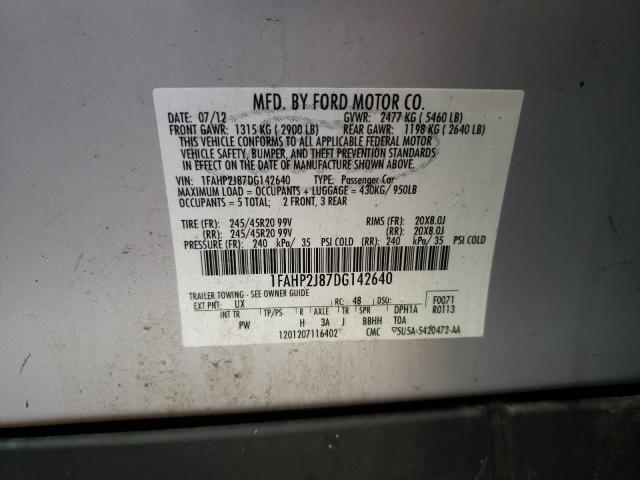 MFD. BY FORD MOTOR CO.
DATE: 07/12 GVWR: 2477 KG ( 5460 LB)
FRONT GAWR: 1315 KG ( 2900 LB) REAR GAWR: 1198 KG ( 2640 LB)
THIS VEHICLE CONFORMS TO ALL APPLICABLE FEDERAL MOTOR
VEHICLE SAFETY, BUMPER, AND THEFT PREVENTION STANDARDS
IN EFFECT ON THE DATE OF MANUFACTURE SHOWN ABOVE.
VIN: 1FAHP2J87DG142640 TYPE: Passenger Car
MAXIMUM LOAD = OCCUPANTS + LUGGAGE = 430KG/ 950LB
OCCUPANTS = 5 TOTAL; 2 FRONT, 3 REAR
TIRE (FR): 245/45R20 99V RIMS (FR): 20X8.0J
(RR): 245/45R20 99V (RR): 20X8.0J
PRESSURE (FR): 240 kPa/ 35 PSI COLD (RR): 240 kPa/ 35 PSI COLD
1FAHP2J87DG142640
TRAILER TOWING - SEE OWNER GUIDE
EXT PNT: UX RC: 48 DSO: F0071
INT TR TP/PS R AXLE TR SPR DPH1A R0113
PW H 3A J BBHH TOA
1201207116402 CMC ▽5U5A-5420472-AA